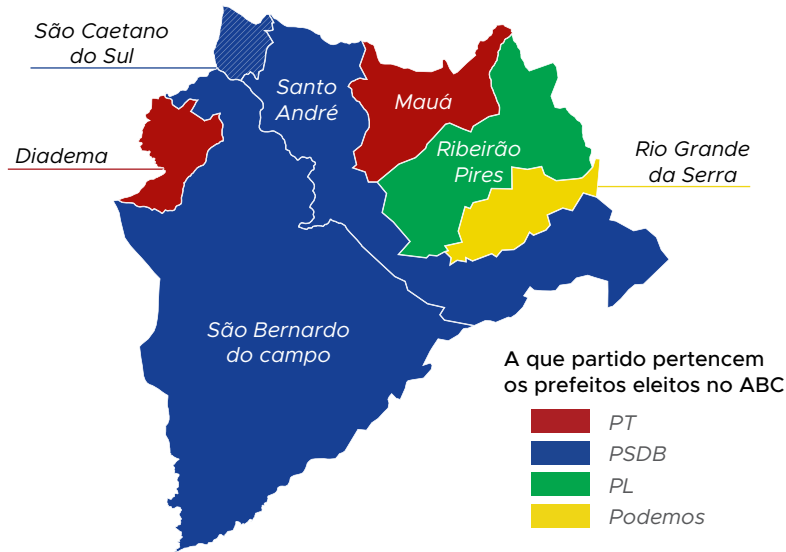 São Caetano
do Sul
Santo
André
Mauá
Ribeirão
Pires
Rio Grande
da Serra
Diadema
São Bernardo
do campo
A que partido pertencem
os prefeitos eleitos no ABC
PT
PSDB
PL
Podemos